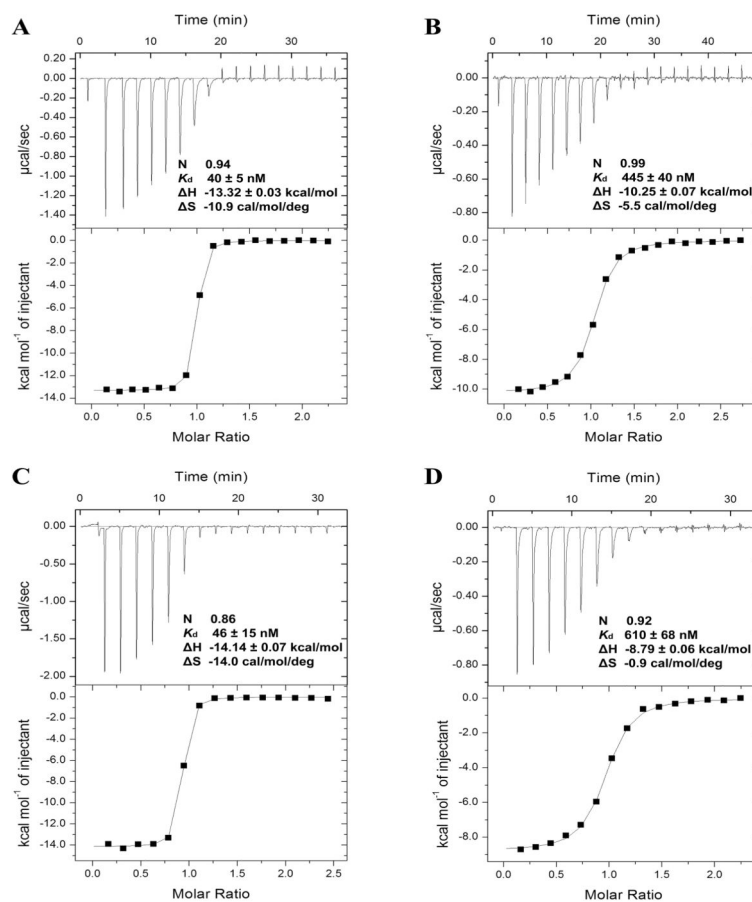 A
Time (min)
0 10 20 30
0.20
0.00
-0.20
-0.40
-0.60
-0.80
-1.00
-1.20
-1.40
µcal/sec
N 0.94
Kd 40 ± 5 nM
ΔH -13.32 ± 0.03 kcal/mol
ΔS -10.9 cal/mol/deg
0.0
-2.0
-4.0
-6.0
-8.0
-10.0
-12.0
-14.0
kcal mol⁻¹ of injectant
0.0 0.5 1.0 1.5 2.0
Molar Ratio
B
Time (min)
0 10 20 30 40
0.00
-0.20
-0.40
-0.60
-0.80
µcal/sec
N 0.99
Kd 445 ± 40 nM
ΔH -10.25 ± 0.07 kcal/mol
ΔS -5.5 cal/mol/deg
0.0
-2.0
-4.0
-6.0
-8.0
-10.0
kcal mol⁻¹ of injectant
0.0 0.5 1.0 1.5 2.0 2.5
Molar Ratio
C
Time (min)
0 10 20 30
0.00
-0.50
-1.00
-1.50
-2.00
µcal/sec
N 0.86
Kd 46 ± 15 nM
ΔH -14.14 ± 0.07 kcal/mol
ΔS -14.0 cal/mol/deg
0.0
-2.0
-4.0
-6.0
-8.0
-10.0
-12.0
-14.0
kcal mol⁻¹ of injectant
0.0 0.5 1.0 1.5 2.0 2.5
Molar Ratio
D
Time (min)
0 10 20 30
0.00
-0.20
-0.40
-0.60
-0.80
µcal/sec
N 0.92
Kd 610 ± 68 nM
ΔH -8.79 ± 0.06 kcal/mol
ΔS -0.9 cal/mol/deg
0.0
-2.0
-4.0
-6.0
-8.0
kcal mol⁻¹ of injectant
0.0 0.5 1.0 1.5 2.0
Molar Ratio